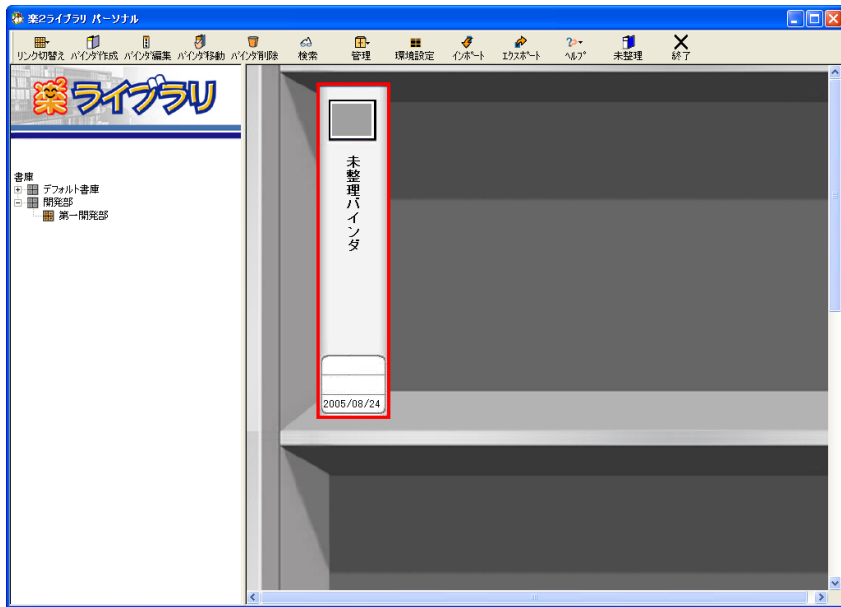 楽2ライブラリ パーソナル
リンク切替え バインダ作成 バインダ編集 バインダ移動 バインダ削除 検索 管理 環境設定 インポート エクスポート ヘルプ 未整理 終了
楽ライブラリ
書庫
デフォルト書庫
開発部
第一開発部
未整理バインダ
2005/08/24